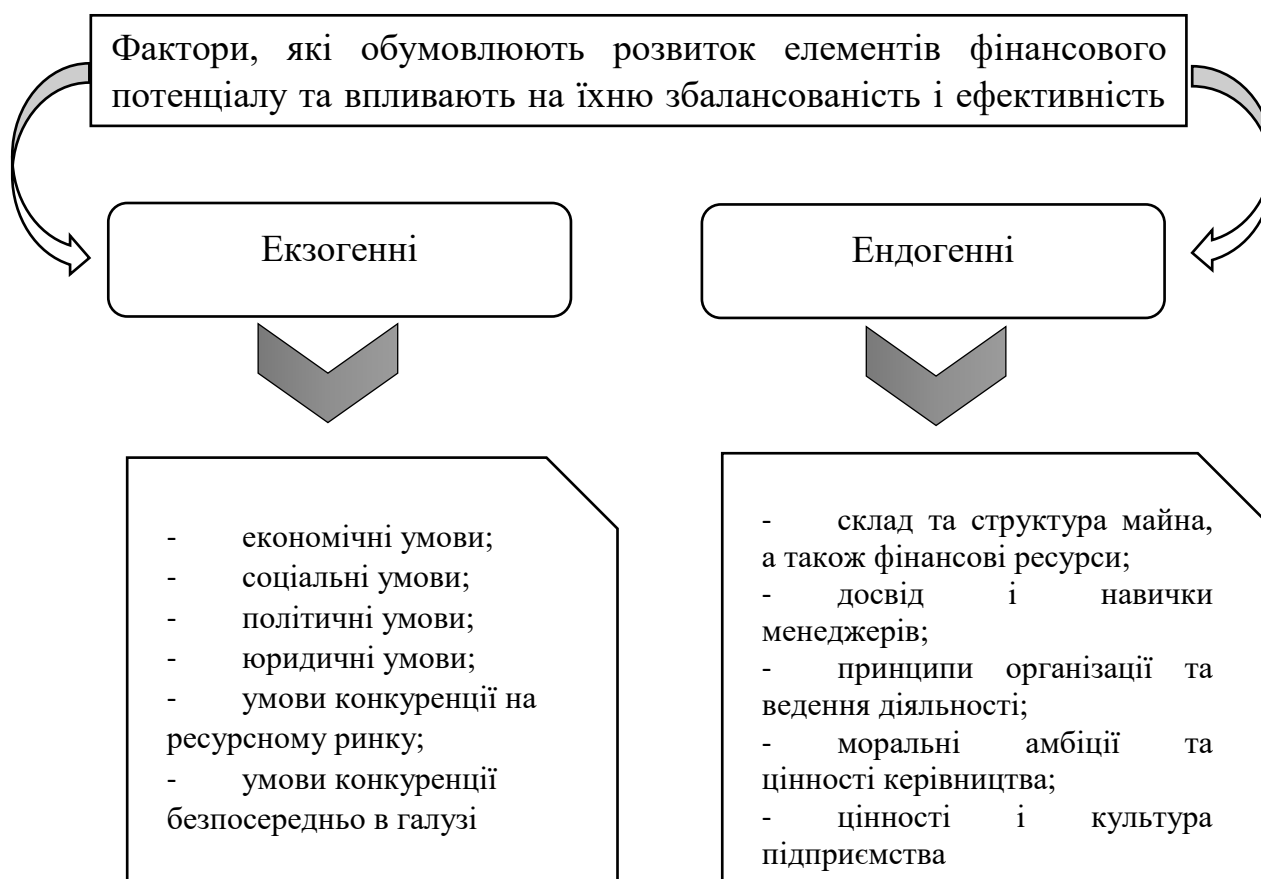 Фактори, які обумовлюють розвиток елементів фінансового
потенціалу та впливають на їхню збалансованість і ефективність
Екзогенні
Ендогенні
- економічні умови;
- соціальні умови;
- політичні умови;
- юридичні умови;
- умови конкуренції на
ресурсному ринку;
- умови конкуренції
безпосередньо в галузі
- склад та структура майна,
а також фінансові ресурси;
- досвід і навички
менеджерів;
- принципи організації та
ведення діяльності;
- моральні амбіції та
цінності керівництва;
- цінності і культура
підприємства